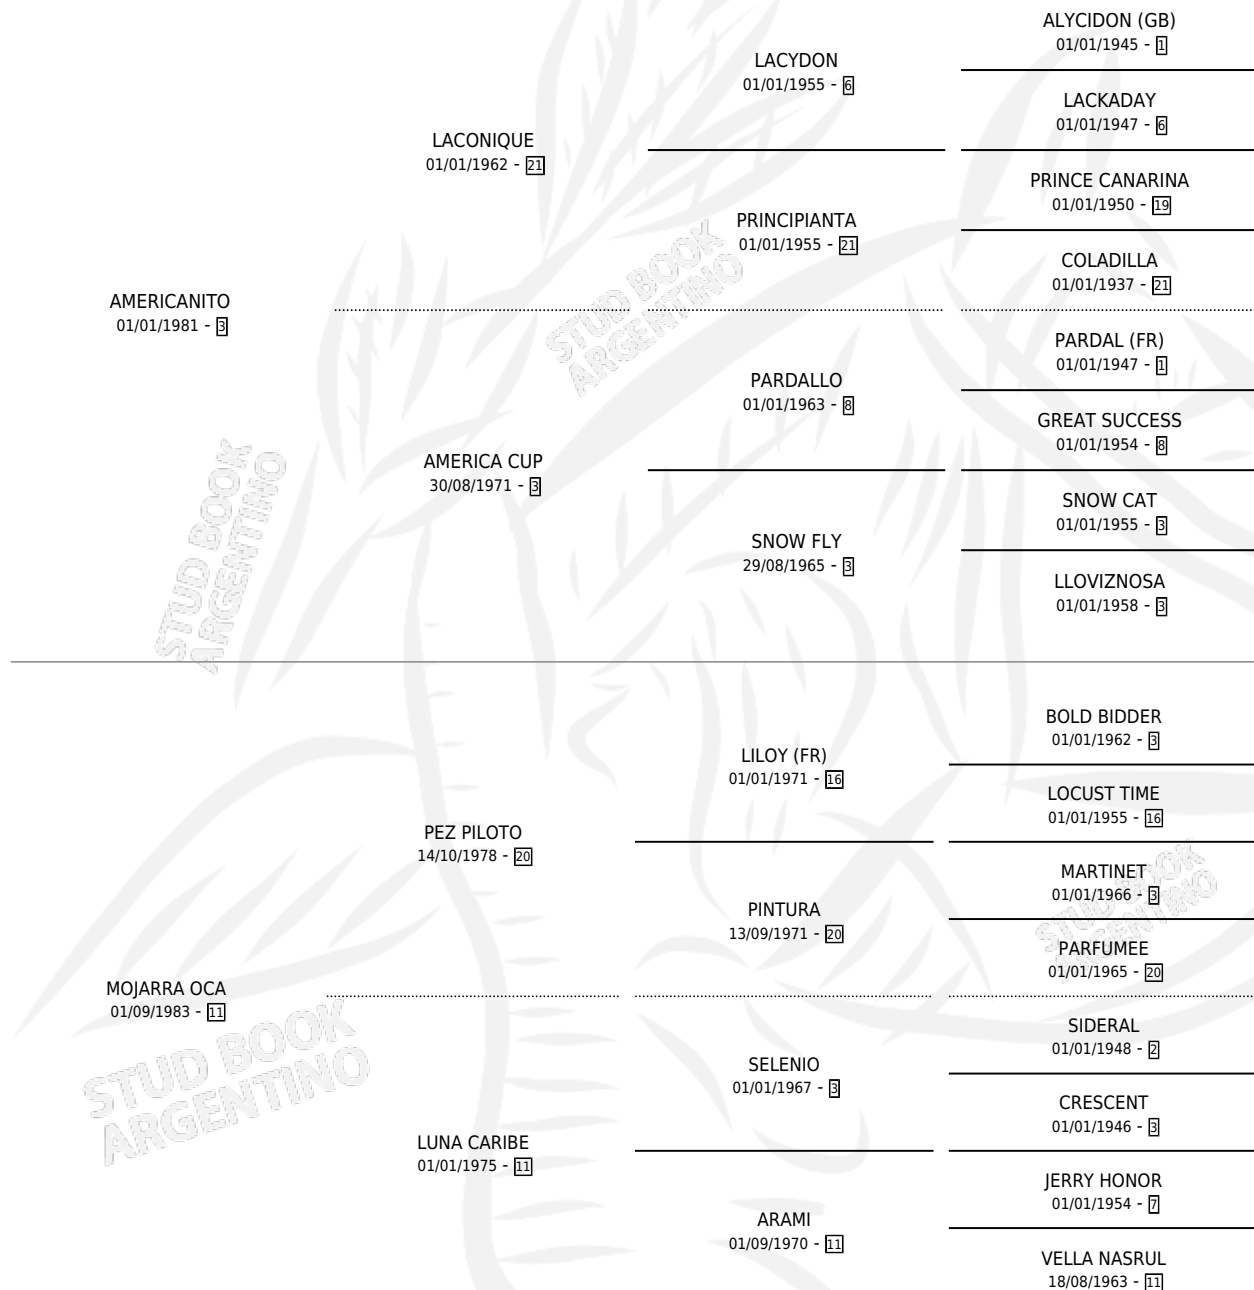 ALYCIDON (GB)
01/01/1945 - 1
LACYDON
01/01/1955 - 6
LACKADAY
01/01/1947 - 6
LACONIQUE
01/01/1962 - 21
PRINCE CANARINA
01/01/1950 - 19
PRINCIPIANTA
01/01/1955 - 21
COLADILLA
01/01/1937 - 21
AMERICANITO
01/01/1981 - 3
STUD BOOK
ARGENTINO
PARDAL (FR)
01/01/1947 - 1
PARDALLO
01/01/1963 - 8
GREAT SUCCESS
01/01/1954 - 8
AMERICA CUP
30/08/1971 - 3
SNOW CAT
01/01/1955 - 3
SNOW FLY
29/08/1965 - 3
LLOVIZNOSA
01/01/1958 - 3
STUD BOOK
ARGENTINO
BOLD BIDDER
01/01/1962 - 3
LILOY (FR)
01/01/1971 - 16
LOCUST TIME
01/01/1955 - 16
PEZ PILOTO
14/10/1978 - 20
MARTINET
01/01/1966 - 3
PINTURA
13/09/1971 - 20
STUD BOOK
ARGENTINO
PARFUMEE
01/01/1965 - 20
MOJARRA OCA
01/09/1983 - 11
SIDERAL
01/01/1948 - 2
SELENIO
01/01/1967 - 3
STUD BOOK
ARGENTINO
CRESCENT
01/01/1946 - 3
LUNA CARIBE
01/01/1975 - 11
JERRY HONOR
01/01/1954 - 7
ARAMI
01/09/1970 - 11
VELLA NASRUL
18/08/1963 - 11